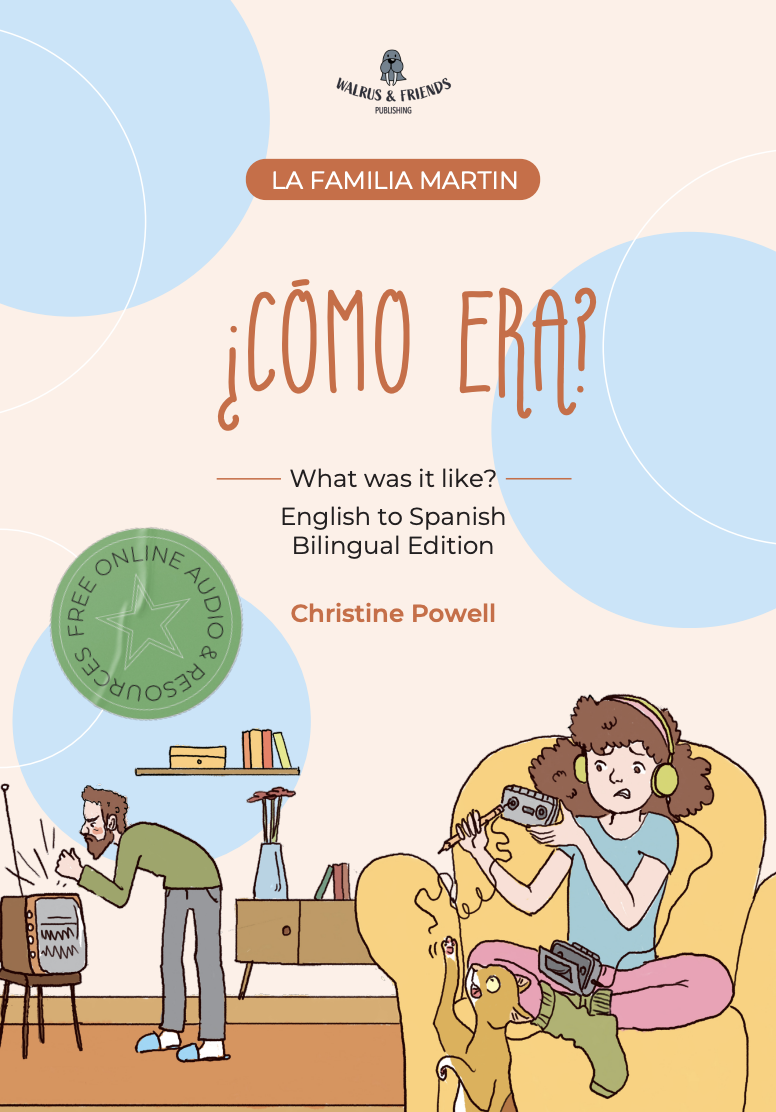 WALRUS & FRIENDS
PUBLISHING
LA FAMILIA MARTIN
¿CŌMO ERA?
What was it like?
English to Spanish
Bilingual Edition
FREE ONLINE AUDIO & RESOURCES
Christine Powell